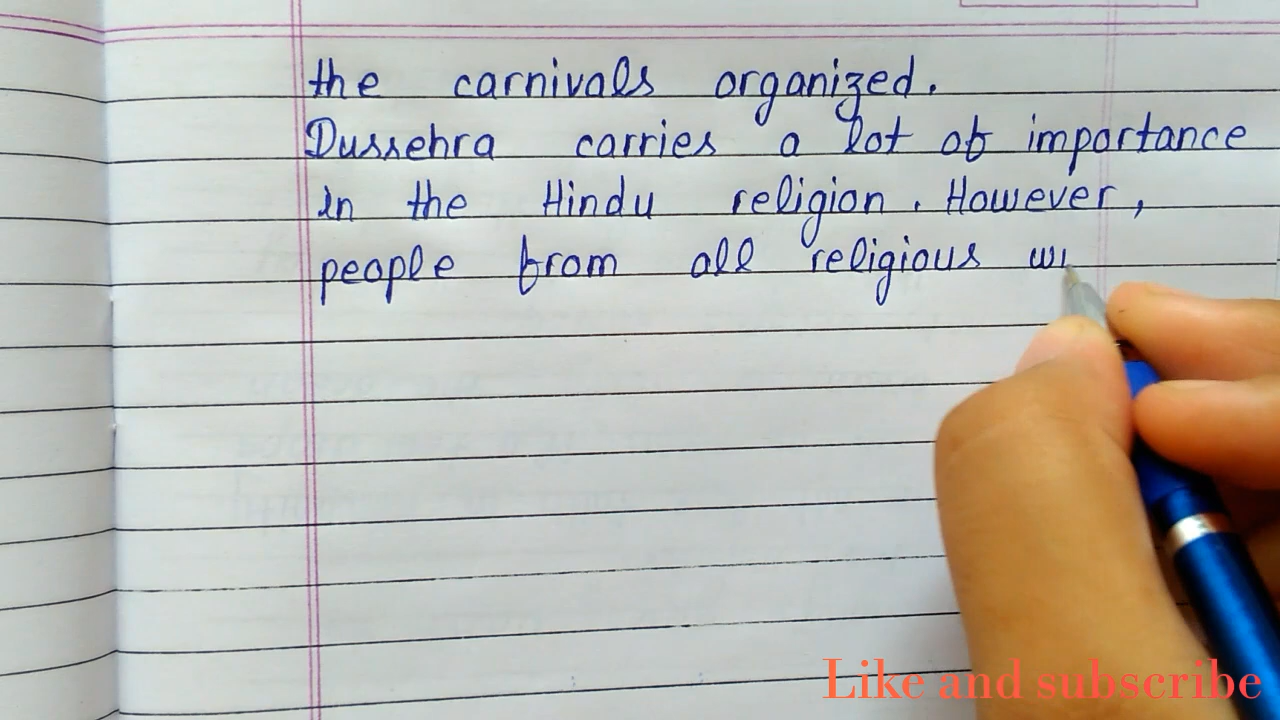 the carnivals organized.
Dussehra carries a lot of importance
in the Hindu religion. However,
people from all religious wi
Like and subscribe